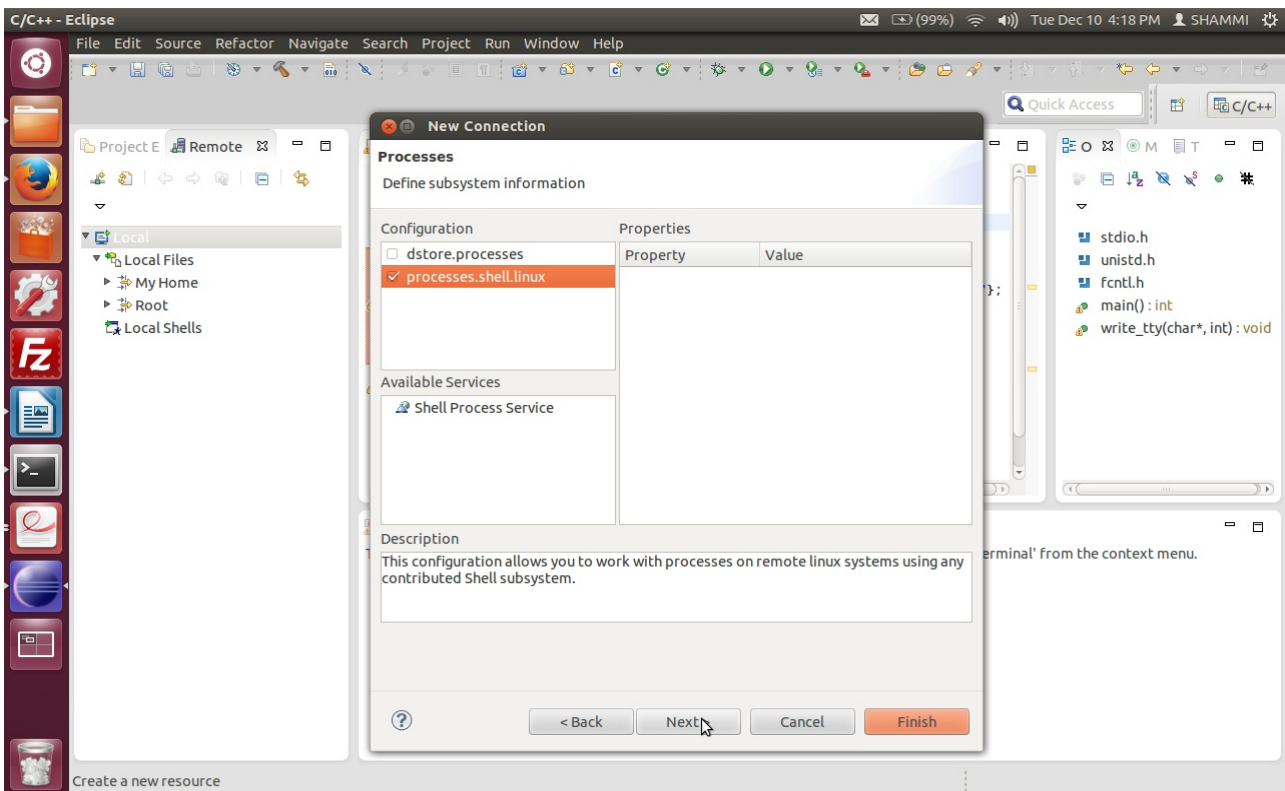 C/C++ - Eclipse
(99%) Tue Dec 10 4:18 PM SHAMMI
File Edit Source Refactor Navigate Search Project Run Window Help
Quick Access
C/C++
Project E
Remote
Local
Local Files
My Home
Root
Local Shells
New Connection
Processes
Define subsystem information
Configuration
dstore.processes
processes.shell.linux
Available Services
Shell Process Service
Properties
Property Value
Description
This configuration allows you to work with processes on remote linux systems using any
contributed Shell subsystem.
< Back
Next >
Cancel
Finish
"};
O M T
stdio.h
unistd.h
fcntl.h
main() : int
write_tty(char*, int) : void
erminal' from the context menu.
Create a new resource